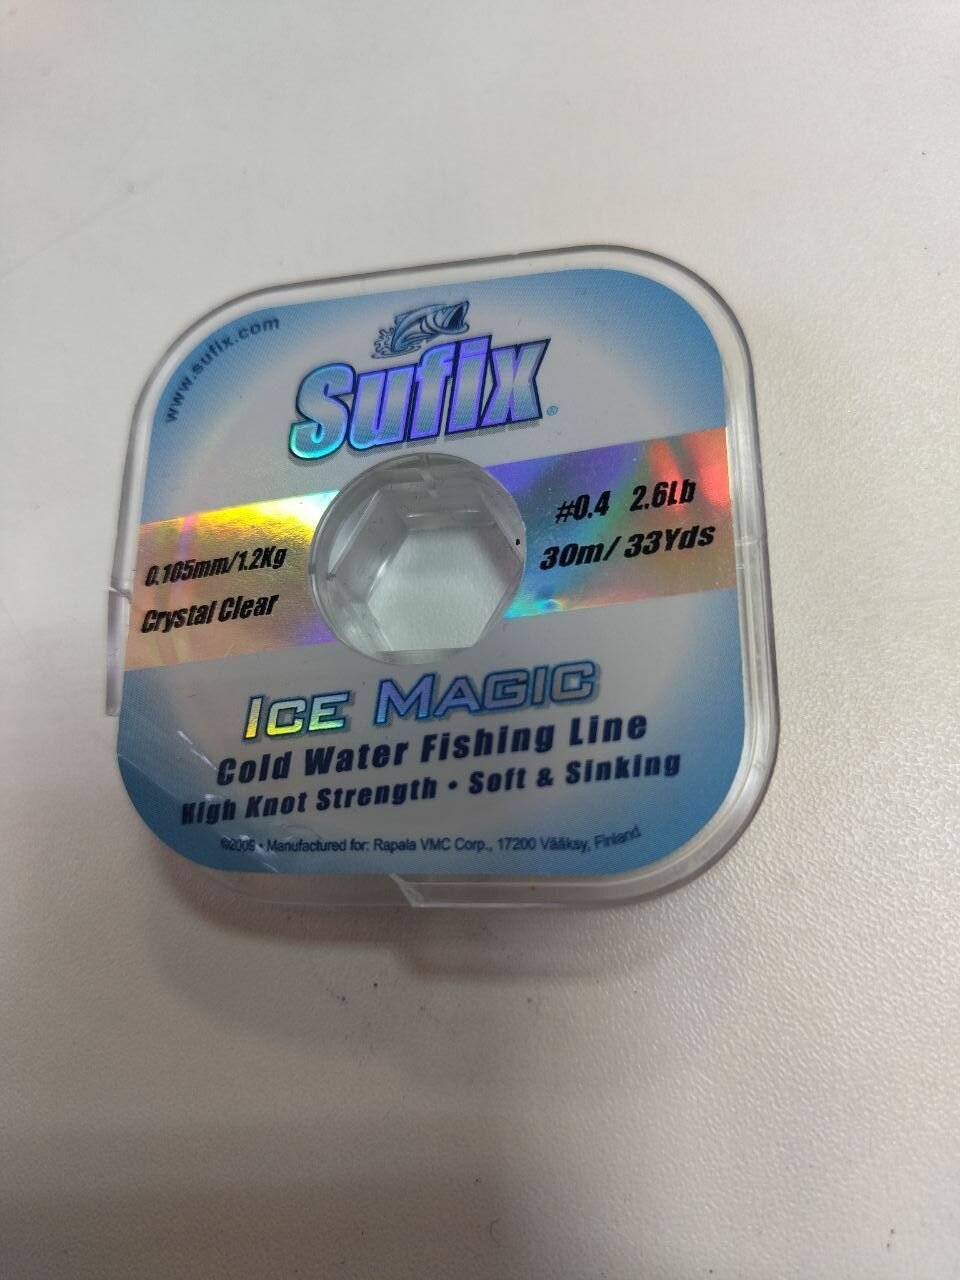 www.sufix.com
Sufix®
#0.4 2.6Lb
30m/ 33Yds
0.105mm/1.2Kg
Crystal Clear
ICE MAGIC
Cold Water Fishing Line
High Knot Strength • Soft & Sinking
©2009 • Manufactured for: Rapala VMC Corp., 17200 Vääksy, Finland